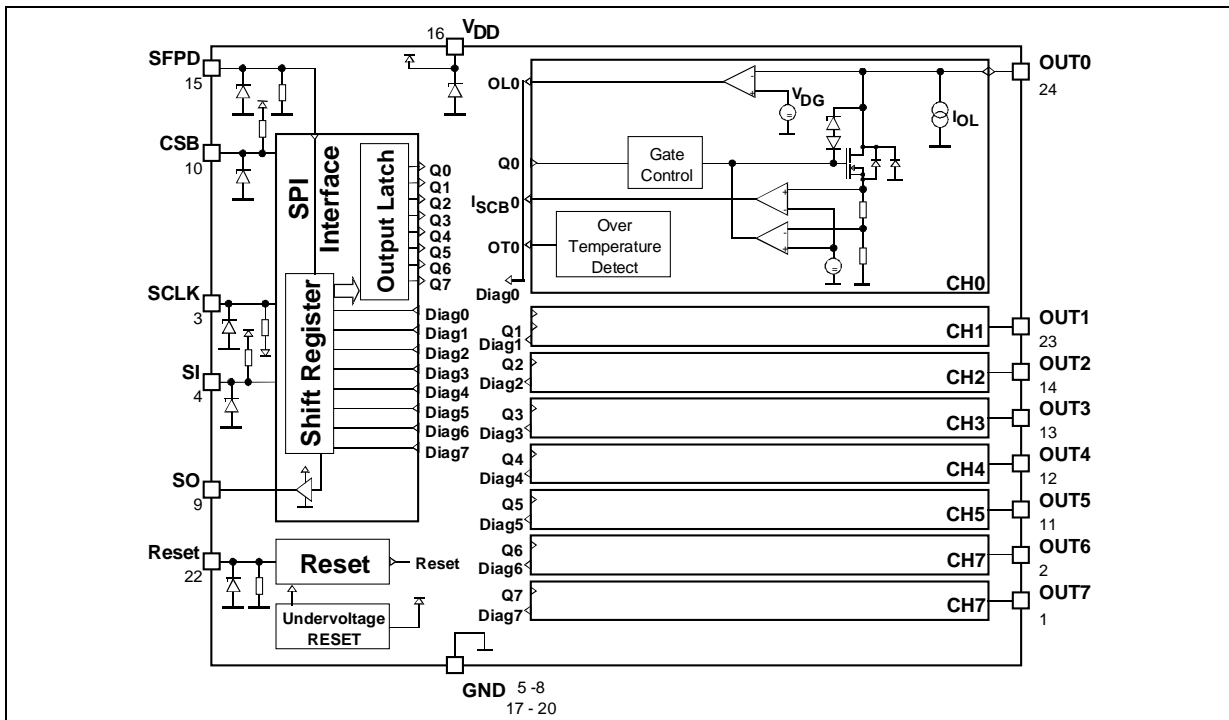 SFPD
15
CSB
10
SCLK
3
SI
4
SO
9
Reset
22
16
VDD
SPI
Interface
Output Latch
Shift Register
Q0
Q1
Q2
Q3
Q4
Q5
Q6
Q7
Diag0
Diag1
Diag2
Diag3
Diag4
Diag5
Diag6
Diag7
Reset
Reset
Undervoltage
RESET
GND
5 -8
17 - 20
OL0
VDG
IOL
Q0
Gate
Control
ISCB0
OT0
Over
Temperature
Detect
Diag0
CH0
OUT0
24
Q1
Diag1
CH1
OUT1
23
Q2
Diag2
CH2
OUT2
14
Q3
Diag3
CH3
OUT3
13
Q4
Diag4
CH4
OUT4
12
Q5
Diag5
CH5
OUT5
11
Q6
Diag6
CH7
OUT6
2
Q7
Diag7
CH7
OUT7
1